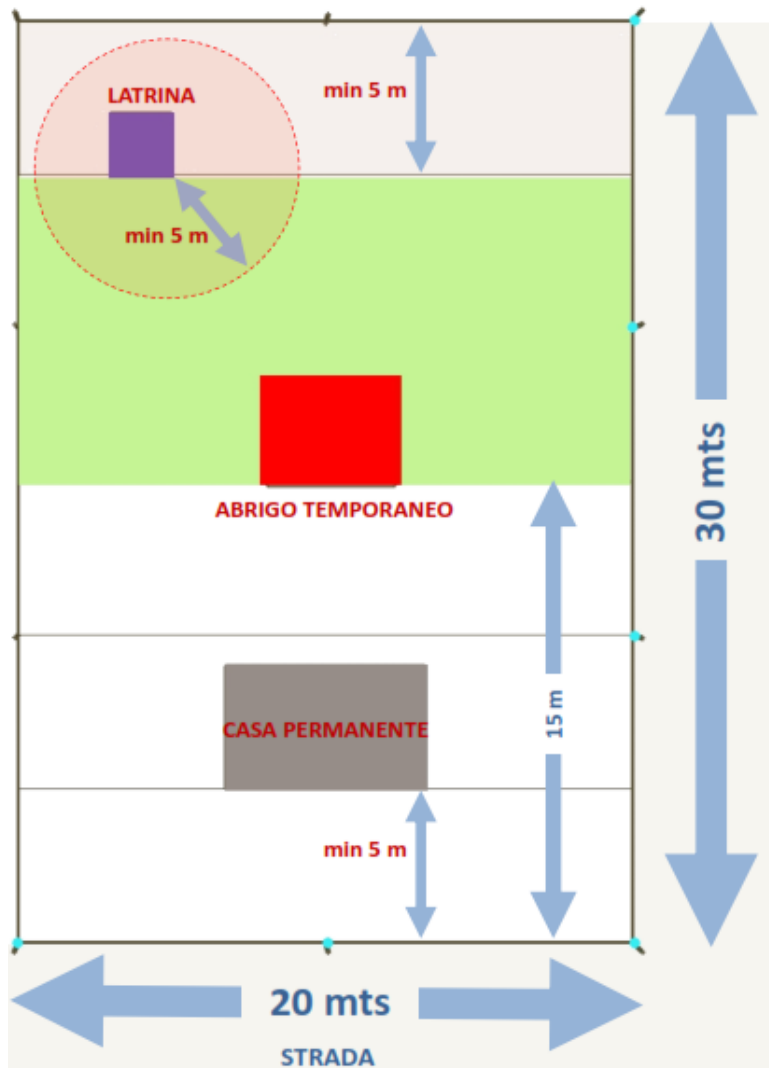 LATRINA
min 5 m
min 5 m
30 mts
ABRIGO TEMPORANEO
15 m
CASA PERMANENTE
min 5 m
20 mts
STRADA